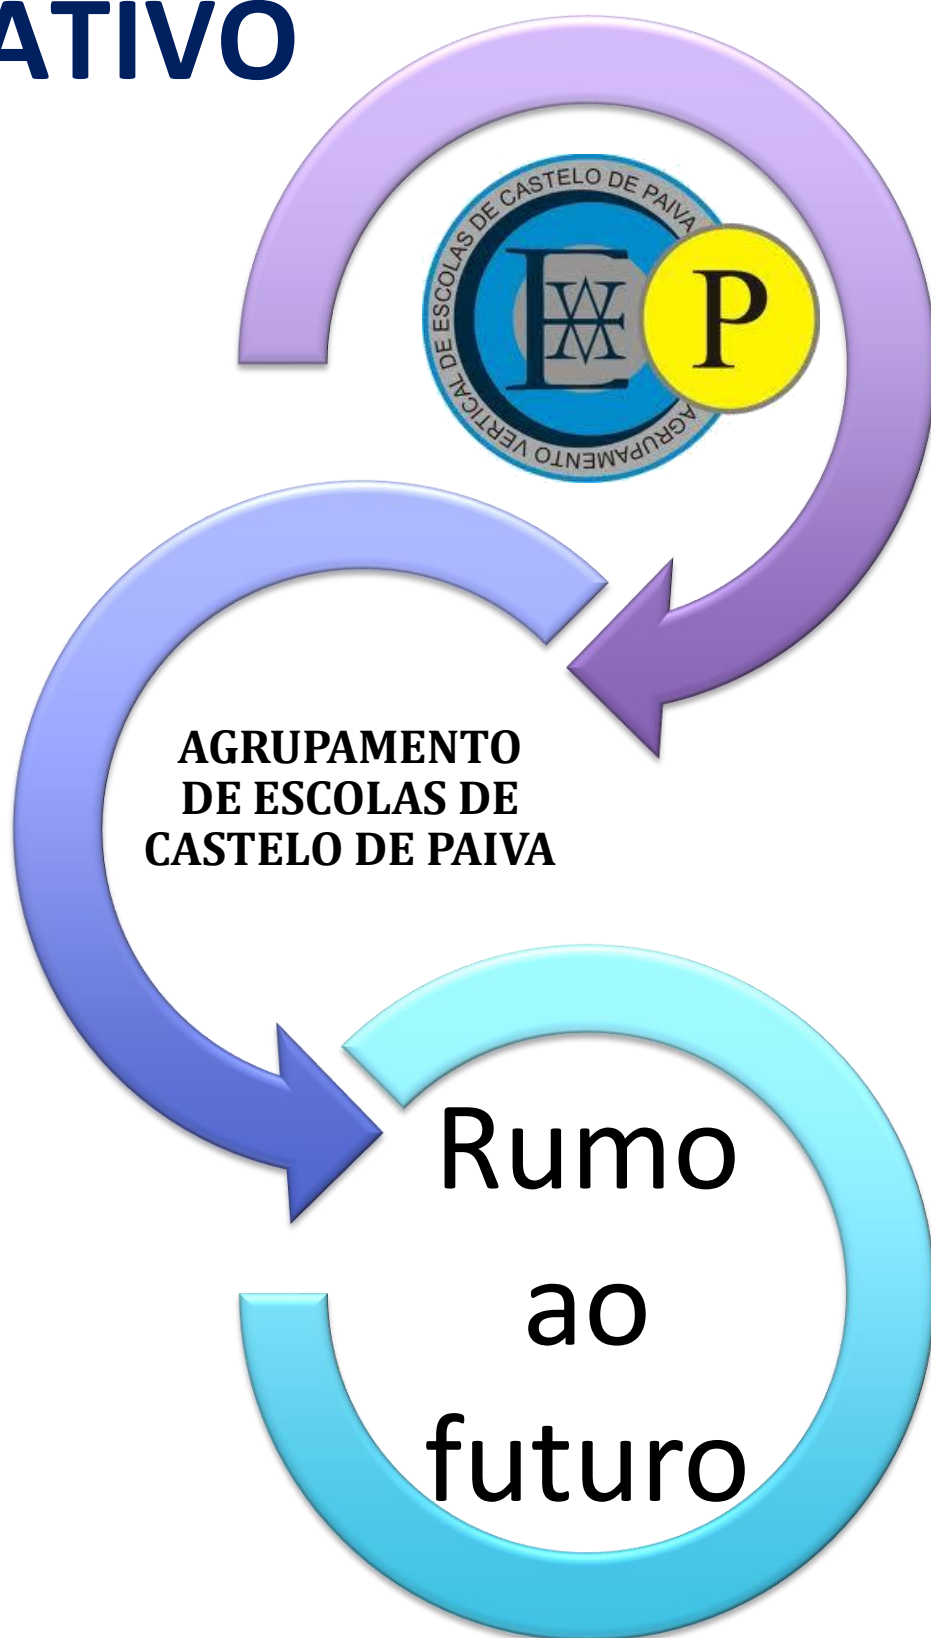 ATIVO
AGRUPAMENTO VERTICAL DE ESCOLAS DE CASTELO DE PAIVA
E
P
AGRUPAMENTO
DE ESCOLAS DE
CASTELO DE PAIVA
Rumo
ao
futuro